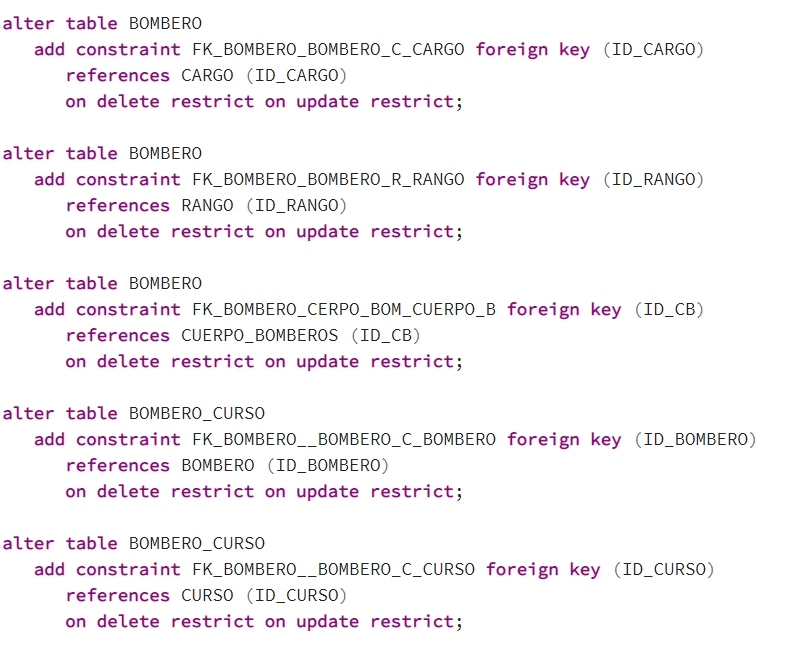 alter table BOMBERO
   add constraint FK_BOMBERO_BOMBERO_C_CARGO foreign key (ID_CARGO)
      references CARGO (ID_CARGO)
      on delete restrict on update restrict;

alter table BOMBERO
   add constraint FK_BOMBERO_BOMBERO_R_RANGO foreign key (ID_RANGO)
      references RANGO (ID_RANGO)
      on delete restrict on update restrict;

alter table BOMBERO
   add constraint FK_BOMBERO_CERPO_BOM_CUERPO_B foreign key (ID_CB)
      references CUERPO_BOMBEROS (ID_CB)
      on delete restrict on update restrict;

alter table BOMBERO_CURSO
   add constraint FK_BOMBERO__BOMBERO_C_BOMBERO foreign key (ID_BOMBERO)
      references BOMBERO (ID_BOMBERO)
      on delete restrict on update restrict;

alter table BOMBERO_CURSO
   add constraint FK_BOMBERO__BOMBERO_C_CURSO foreign key (ID_CURSO)
      references CURSO (ID_CURSO)
      on delete restrict on update restrict;